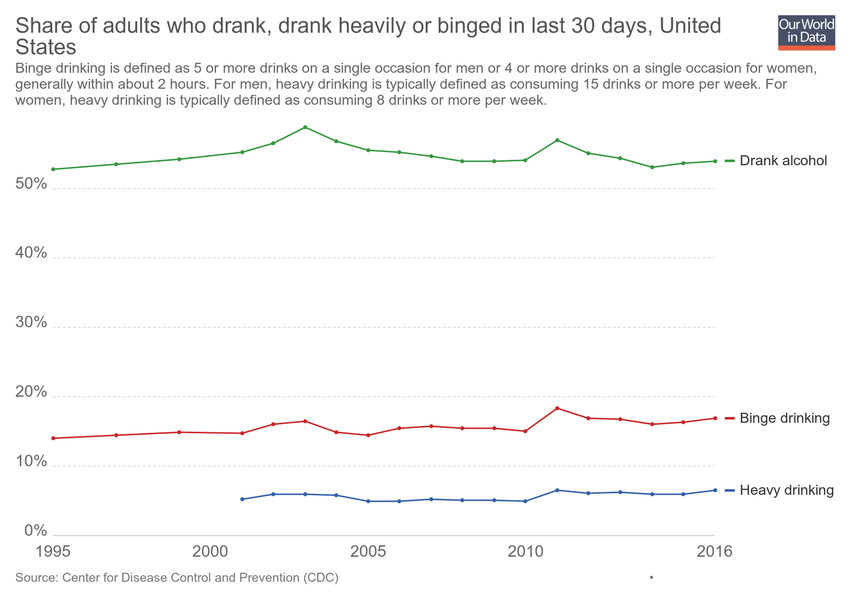 Share of adults who drank, drank heavily or binged in last 30 days, United
States
Our World
in Data
Binge drinking is defined as 5 or more drinks on a single occasion for men or 4 or more drinks on a single occasion for women,
generally within about 2 hours. For men, heavy drinking is typically defined as consuming 15 drinks or more per week. For
women, heavy drinking is typically defined as consuming 8 drinks or more per week.
Drank alcohol
50%
40%
30%
20%
Binge drinking
10%
Heavy drinking
0%
1995 2000 2005 2010 2016
Source: Center for Disease Control and Prevention (CDC) •